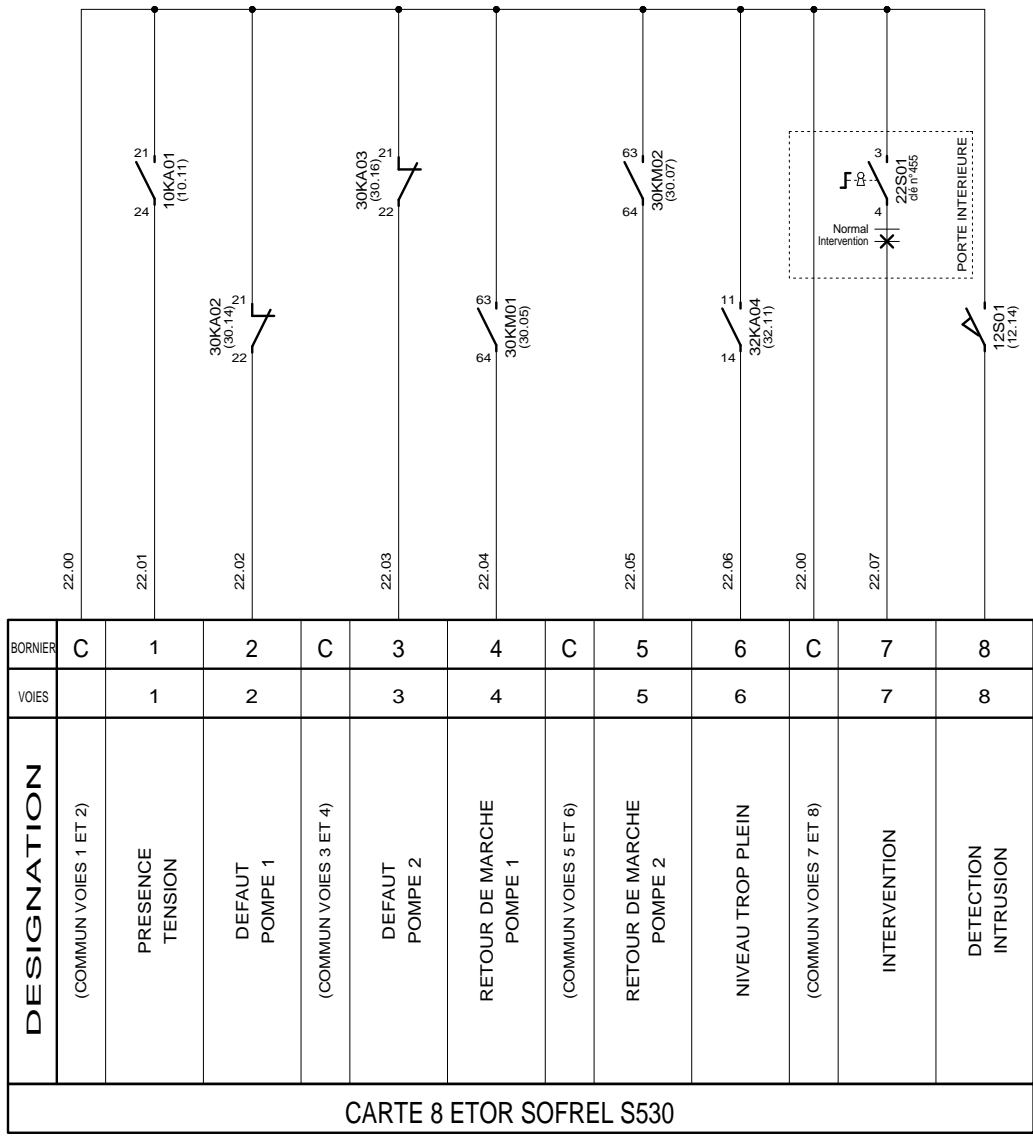 21
10KA01
(10.11)
24
21
30KA03
(30.16)
22
63
30KM02
(30.07)
64
3
22S01
clé n°455
4
Normal
Intervention
PORTE INTERIEURE
21
30KA02
(30.14)
22
63
30KM01
(30.05)
64
11
32KA04
(32.11)
14
12S01
(12.14)
22.00
22.01
22.02
22.03
22.04
22.05
22.06
22.00
22.07
BORNIER C 1 2 C 3 4 C 5 6 C 7 8
VOIES 1 2 3 4 5 6 7 8
DESIGNATION
(COMMUN VOIES 1 ET 2)
PRESENCE
TENSION
DEFAUT
POMPE 1
(COMMUN VOIES 3 ET 4)
DEFAUT
POMPE 2
RETOUR DE MARCHE
POMPE 1
(COMMUN VOIES 5 ET 6)
RETOUR DE MARCHE
POMPE 2
NIVEAU TROP PLEIN
(COMMUN VOIES 7 ET 8)
INTERVENTION
DETECTION
INTRUSION
CARTE 8 ETOR SOFREL S530